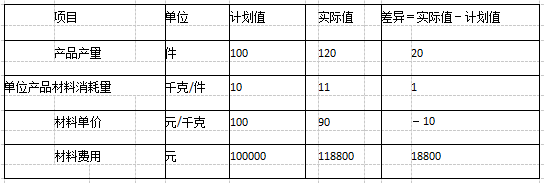 项目 单位 计划值 实际值 差异＝实际值－计划值
产品产量 件 100 120 20
单位产品材料消耗量 千克/件 10 11 1
材料单价 元/千克 100 90 －10
材料费用 元 100000 118800 18800